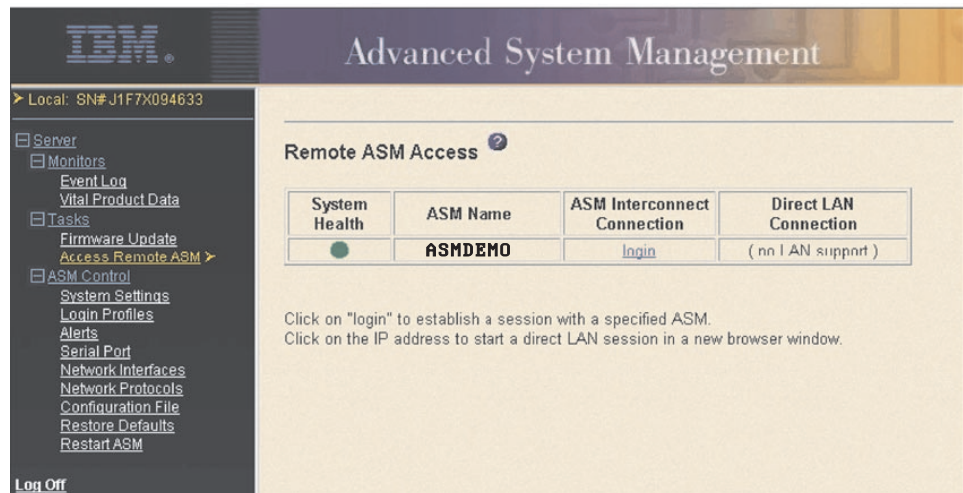 IBM®
Advanced System Management
Local: SN# J1F7X094633
Server
Monitors
Event Log
Vital Product Data
Tasks
Firmware Update
Access Remote ASM
ASM Control
System Settings
Login Profiles
Alerts
Serial Port
Network Interfaces
Network Protocols
Configuration File
Restore Defaults
Restart ASM
Log Off
Remote ASM Access ?
System Health ASM Name ASM Interconnect Connection Direct LAN Connection
ASMDEMO login ( no LAN support )
Click on "login" to establish a session with a specified ASM.
Click on the IP address to start a direct LAN session in a new browser window.